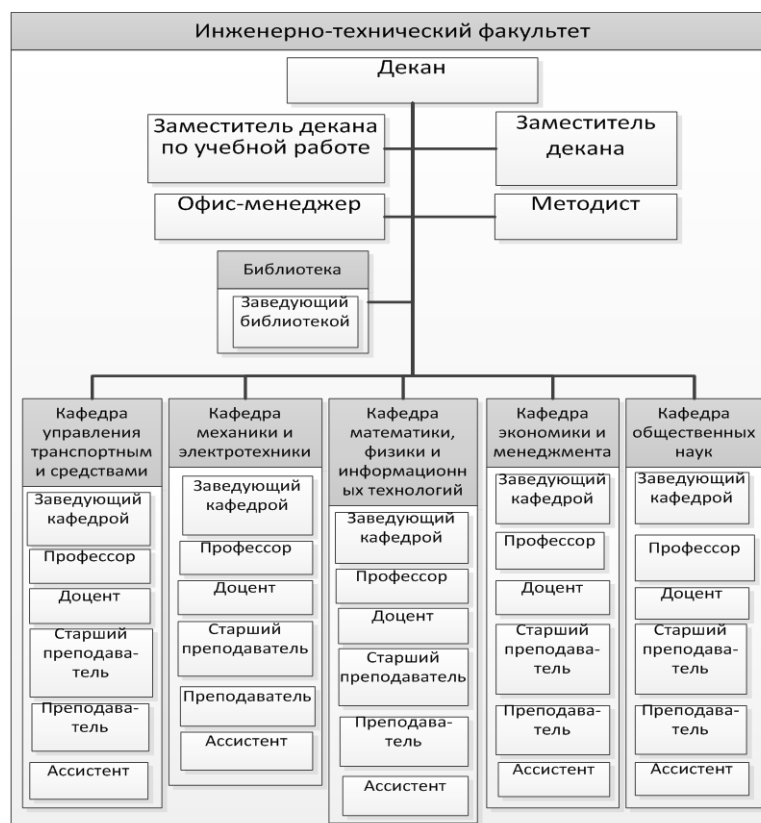 Инженерно-технический факультет
Декан
Заместитель декана
по учебной работе
Заместитель
декана
Офис-менеджер
Методист
Библиотека
Заведующий
библиотекой
Кафедра
управления
транспортным
и средствами
Заведующий
кафедрой
Профессор
Доцент
Старший
преподава-
тель
Преподава-
тель
Ассистент
Кафедра
механики и
электротехники
Заведующий
кафедрой
Профессор
Доцент
Старший
преподаватель
Преподаватель
Ассистент
Кафедра
математики,
физики и
информационн
ых технологий
Заведующий
кафедрой
Профессор
Доцент
Старший
преподаватель
Преподава-
тель
Ассистент
Кафедра
экономики и
менеджмента
Заведующий
кафедрой
Профессор
Доцент
Старший
преподава-
тель
Преподава-
тель
Ассистент
Кафедра
общественных
наук
Заведующий
кафедрой
Профессор
Доцент
Старший
преподава-
тель
Преподава-
тель
Ассистент